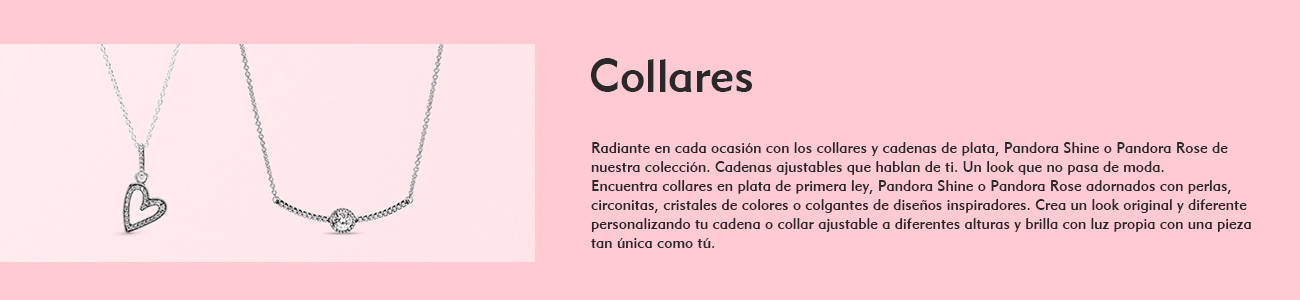 Collares
Radiante en cada ocasión con los collares y cadenas de plata, Pandora Shine o Pandora Rose de
nuestra colección. Cadenas ajustables que hablan de ti. Un look que no pasa de moda.
Encuentra collares en plata de primera ley, Pandora Shine o Pandora Rose adornados con perlas,
circonitas, cristales de colores o colgantes de diseños inspiradores. Crea un look original y diferente
personalizando tu cadena o collar ajustable a diferentes alturas y brilla con luz propia con una pieza
tan única como tú.